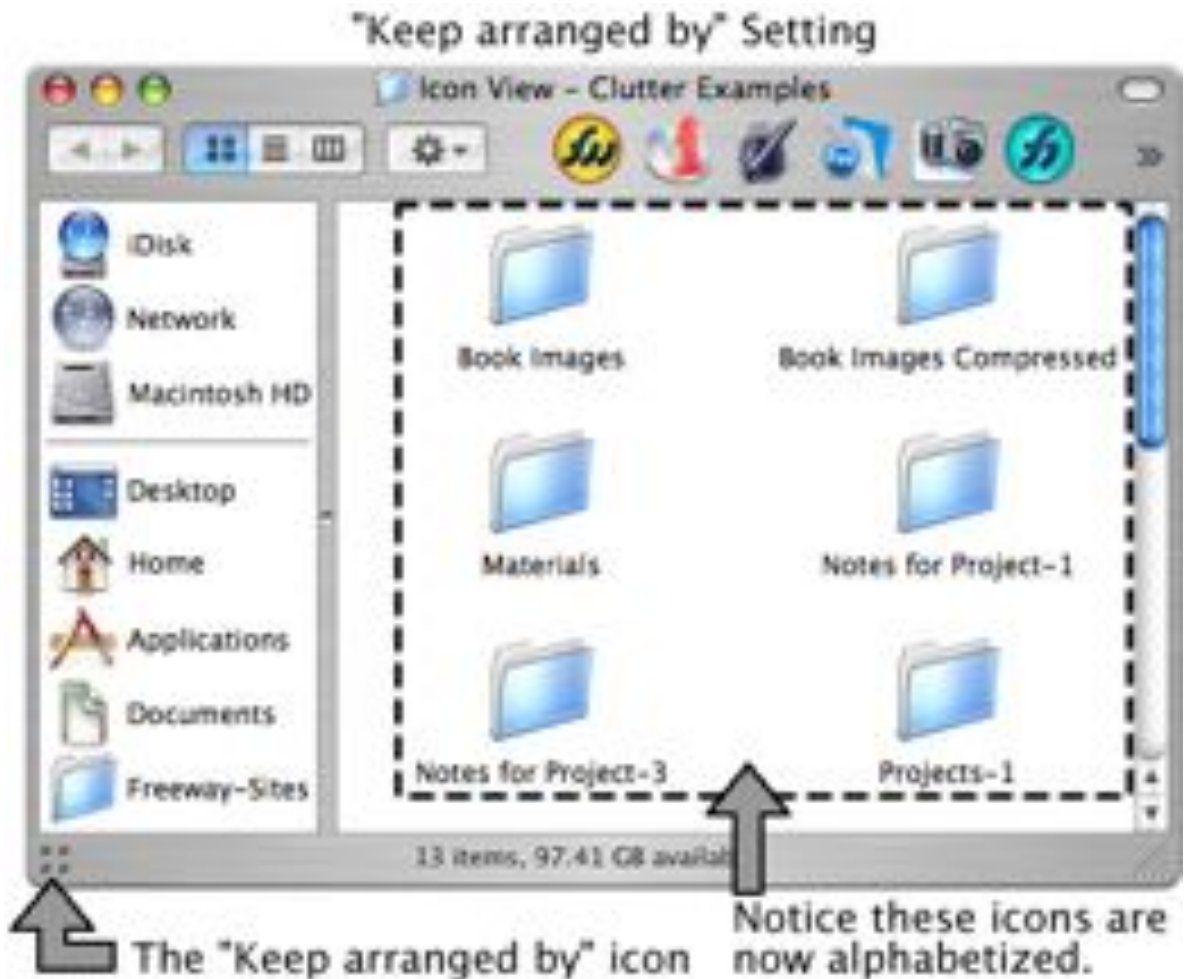 "Keep arranged by" Setting
Icon View – Clutter Examples
iDisk
Network
Macintosh HD
Desktop
Home
Applications
Documents
Freeway-Sites
Book Images
Book Images Compressed
Materials
Notes for Project-1
Notes for Project-3
Projects-1
13 items, 97.41 GB availab
The "Keep arranged by" icon
Notice these icons are
now alphabetized.